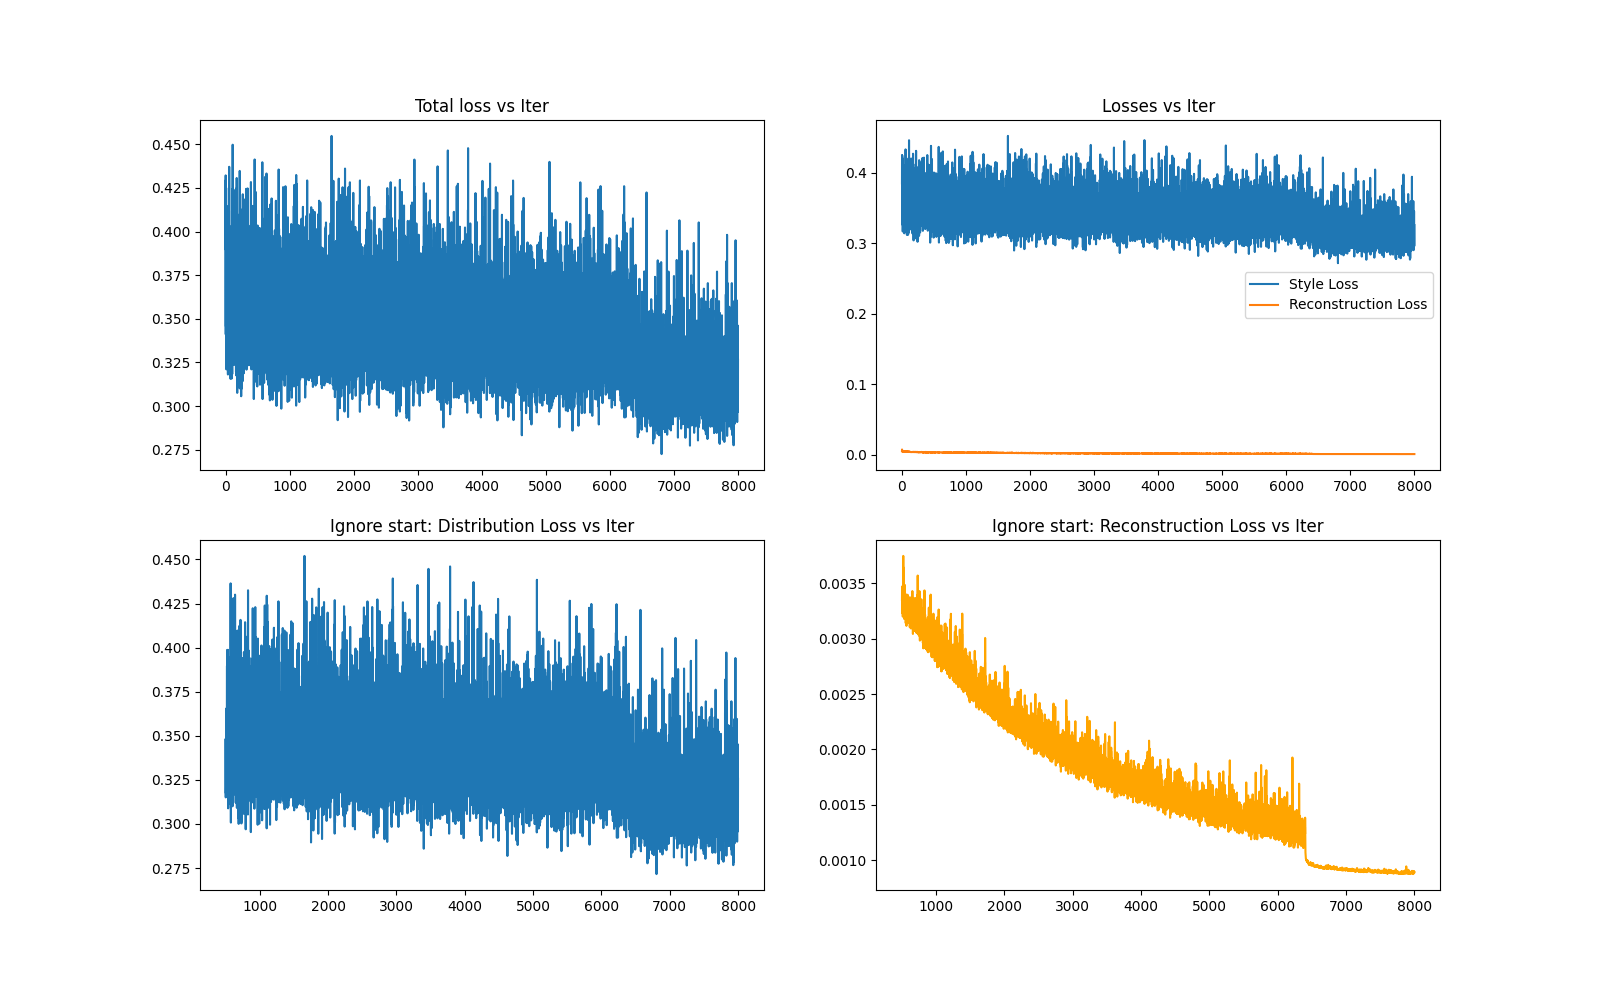 Total loss vs Iter
0.450
0.425
0.400
0.375
0.350
0.325
0.300
0.275
0 1000 2000 3000 4000 5000 6000 7000 8000
Losses vs Iter
0.4
0.3
0.2
0.1
0.0
Style Loss
Reconstruction Loss
0 1000 2000 3000 4000 5000 6000 7000 8000
Ignore start: Distribution Loss vs Iter
0.450
0.425
0.400
0.375
0.350
0.325
0.300
0.275
1000 2000 3000 4000 5000 6000 7000 8000
Ignore start: Reconstruction Loss vs Iter
0.0035
0.0030
0.0025
0.0020
0.0015
0.0010
1000 2000 3000 4000 5000 6000 7000 8000